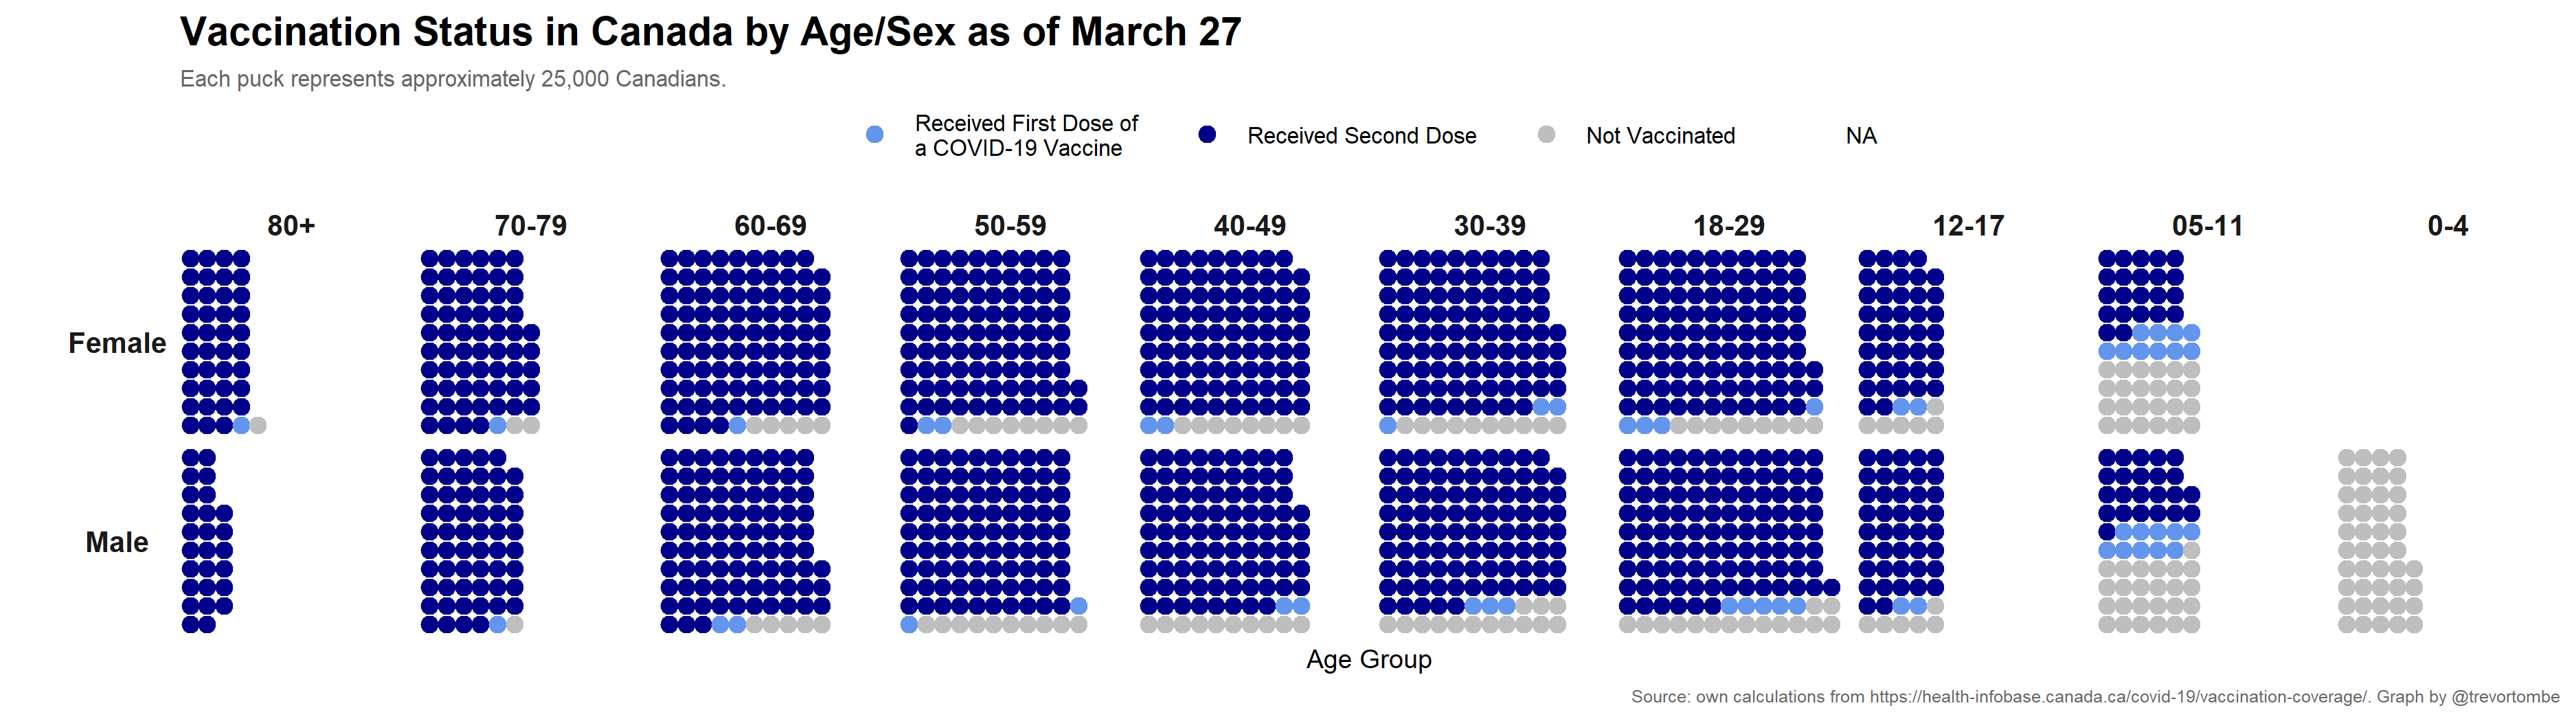 Vaccination Status in Canada by Age/Sex as of March 27
Each puck represents approximately 25,000 Canadians.
Received First Dose of
a COVID-19 Vaccine
Received Second Dose
Not Vaccinated
NA
80+ 70-79 60-69 50-59 40-49 30-39 18-29 12-17 05-11 0-4
Female
Male
Age Group
Source: own calculations from https://health-infobase.canada.ca/covid-19/vaccination-coverage/. Graph by @trevortombe